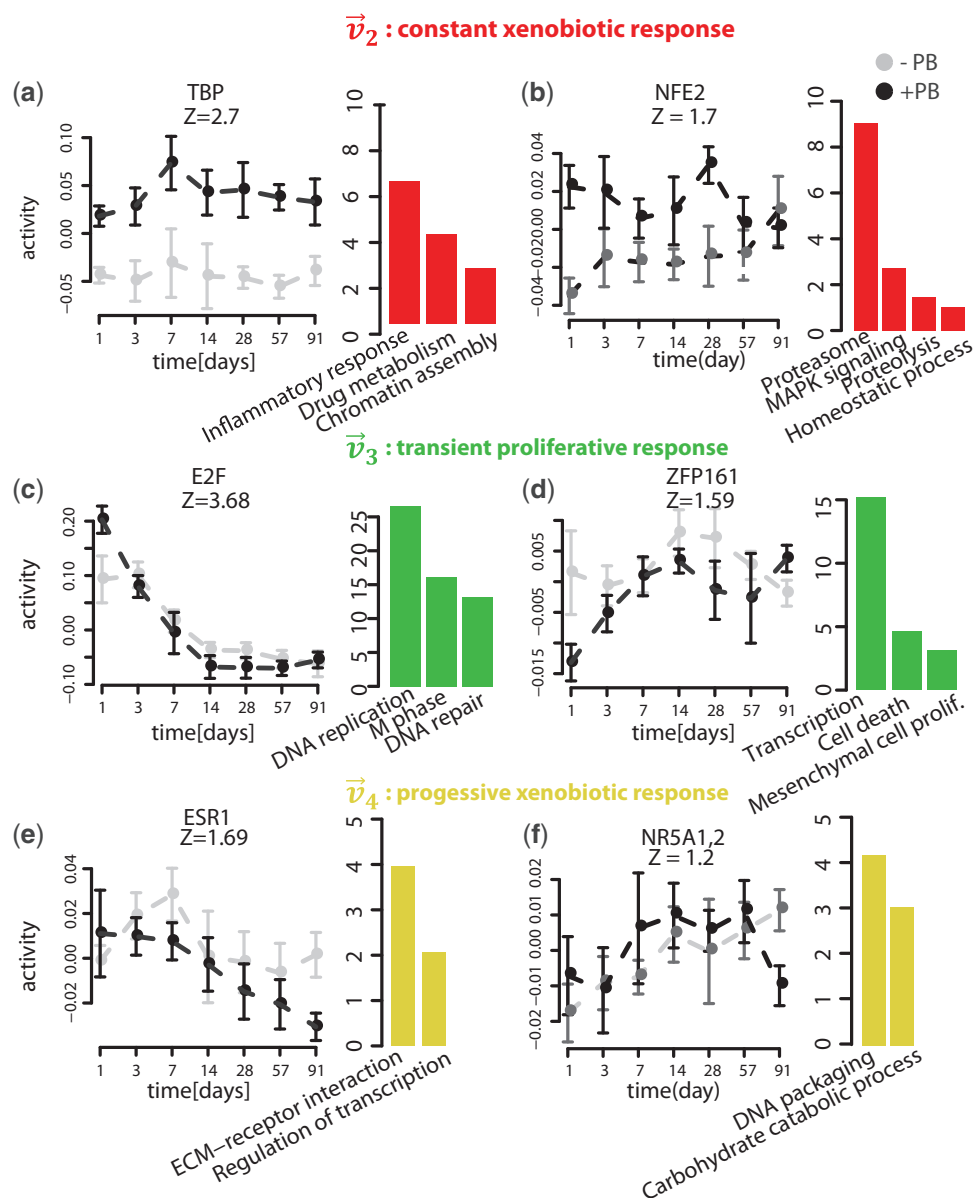 v2 : constant xenobiotic response
- PB
+PB
(a)
TBP
Z=2.7
activity
0.10
0.05
0.00
−0.05
1 3 7 14 28 57 91
time[days]
10
8
6
4
2
0
Inflammatory response
Drug metabolism
Chromatin assembly
(b)
NFE2
Z = 1.7
0.04
0.02
0.00
−0.02
−0.04
1 3 7 14 28 57 91
time(day)
10
8
6
4
2
0
Proteasome
MAPK signaling
Proteolysis
Homeostatic process
v3 : transient proliferative response
(c)
E2F
Z=3.68
activity
0.20
0.10
0.00
−0.10
1 3 7 14 28 57 91
time[days]
25
20
15
10
5
0
DNA replication
M phase
DNA repair
(d)
ZFP161
Z=1.59
0.005
−0.005
−0.015
1 3 7 14 28 57 91
time[days]
15
10
5
0
Transcription
Cell death
Mesenchymal cell prolif.
v4 : progessive xenobiotic response
(e)
ESR1
Z=1.69
activity
0.04
0.02
0.00
−0.02
1 3 7 14 28 57 91
time[days]
5
4
3
2
1
0
ECM−receptor interaction
Regulation of transcription
(f)
NR5A1,2
Z = 1.2
0.02
0.01
0.00
−0.01
−0.02
1 3 7 14 28 57 91
time(day)
5
4
3
2
1
0
DNA packaging
Carbohydrate catabolic process